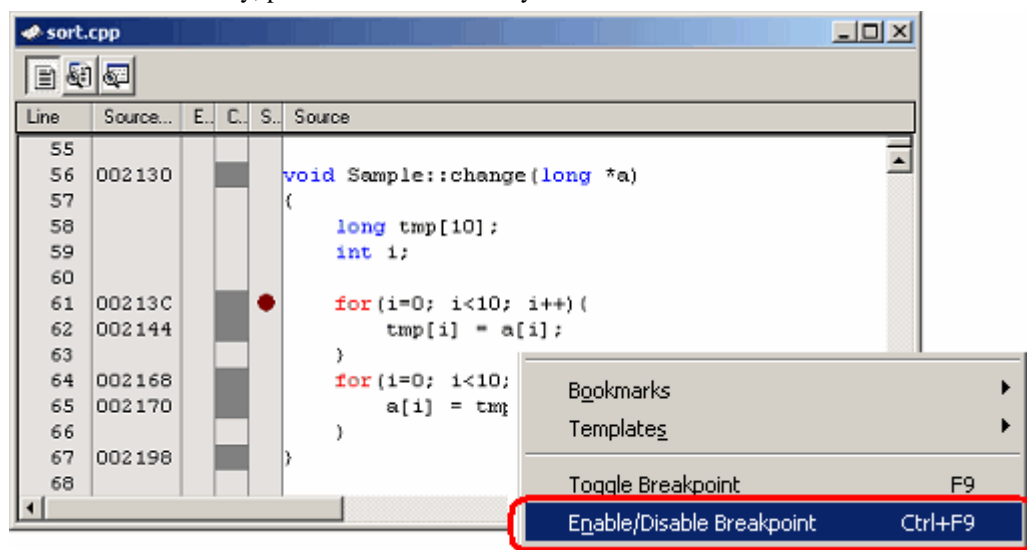 sort.cpp
Line Source... E.. C.. S.. Source
55
56 002130 void Sample::change(long *a)
57 {
58 long tmp[10];
59 int i;
60
61 00213C for(i=0; i<10; i++){
62 002144 tmp[i] = a[i];
63 }
64 002168 for(i=0; i<10;
65 002170 a[i] = tmp
66 }
67 002198 }
68
Bookmarks
Templates
Toggle Breakpoint F9
Enable/Disable Breakpoint Ctrl+F9